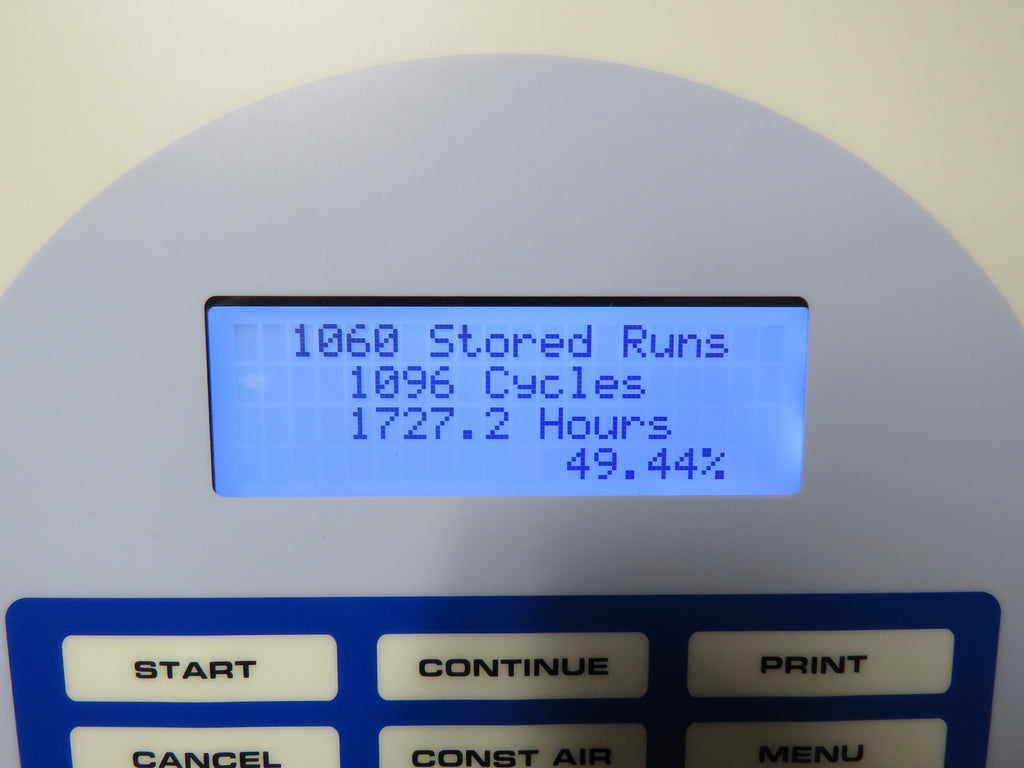 1060 Stored Runs
1096 Cycles
1727.2 Hours
49.44%
START CONTINUE PRINT
CANCEL CONST AIR MENU